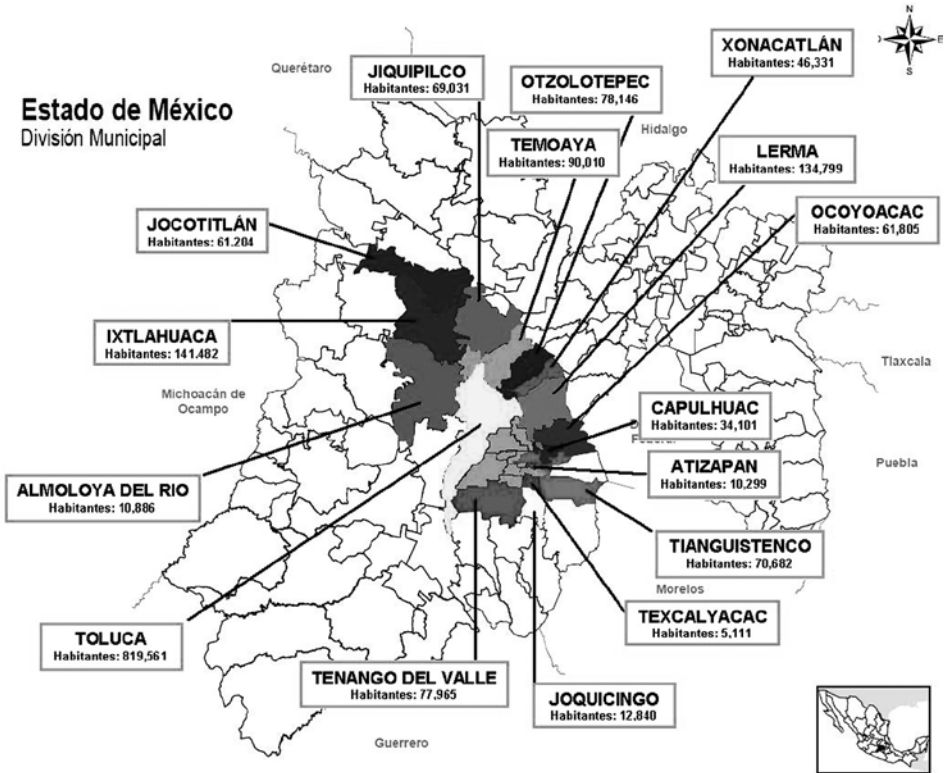 N
E
S
XONACATLÁN
Habitantes: 46,331
JIQUIPILCO
Habitantes: 69,031
Querétaro
OTZOLOTEPEC
Habitantes: 78,146
Estado de México
División Municipal
Hidalgo
TEMOAYA
Habitantes: 90,010
LERMA
Habitantes: 134,799
OCOYOACAC
Habitantes: 61,805
JOCOTITLÁN
Habitantes: 61.204
IXTLAHUACA
Habitantes: 141.482
Tlaxcala
Michoacán de
Ocampo
CAPULHUAC
Habitantes: 34,101
ATIZAPAN
Habitantes: 10,299
Puebla
ALMOLOYA DEL RIO
Habitantes: 10,886
TIANGUISTENCO
Habitantes: 70,682
Morelos
TEXCALYACAC
Habitantes: 5,111
TOLUCA
Habitantes: 819,561
TENANGO DEL VALLE
Habitantes: 77,965
JOQUICINGO
Habitantes: 12,840
Guerrero